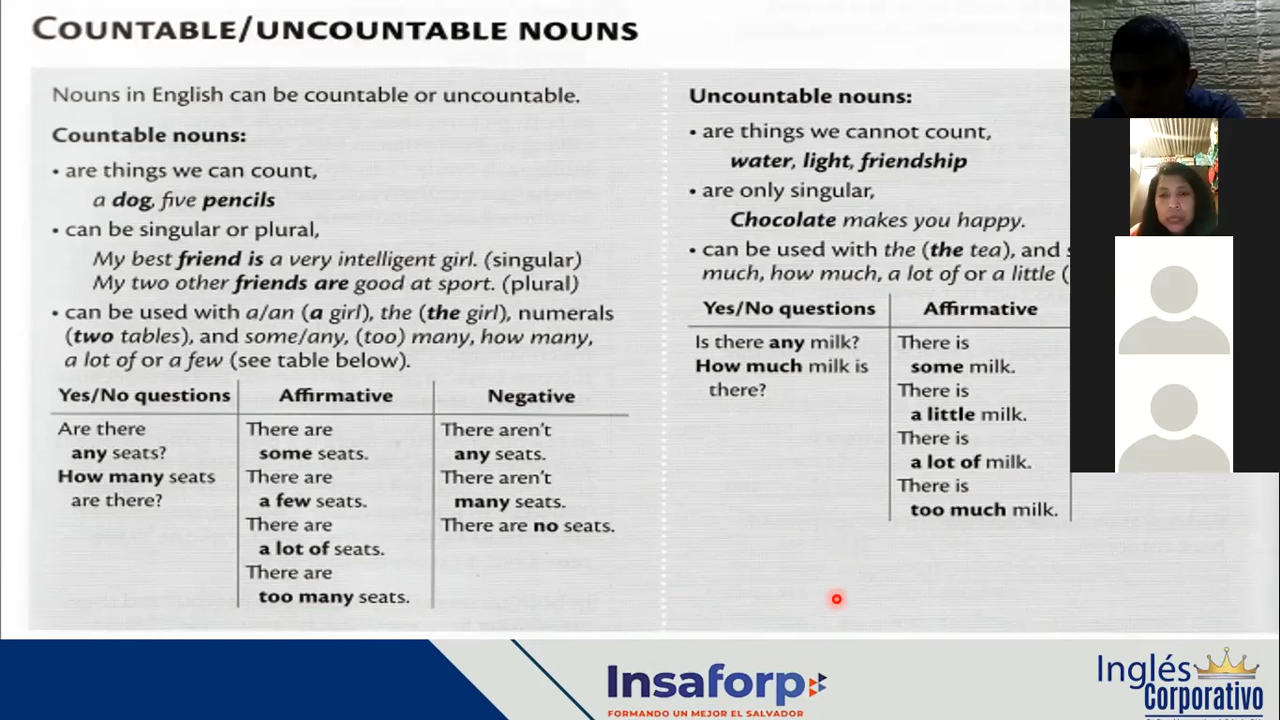 COUNTABLE/UNCOUNTABLE NOUNS
Nouns in English can be countable or uncountable.
Countable nouns:
• are things we can count,
a dog, five pencils
• can be singular or plural,
My best friend is a very intelligent girl. (singular)
My two other friends are good at sport. (plural)
• can be used with a/an (a girl), the (the girl), numerals
(two tables), and some/any, (too) many, how many,
a lot of or a few (see table below).
Yes/No questions
Affirmative
Negative
Are there
any seats?
How many seats
are there?
There are
some seats.
There are
a few seats.
There are
a lot of seats.
There are
too many seats.
There aren't
any seats.
There aren't
many seats.
There are no seats.
Uncountable nouns:
• are things we cannot count,
water, light, friendship
• are only singular,
Chocolate makes you happy.
• can be used with the (the tea), and
much, how much, a lot of or a little (
Yes/No questions
Affirmative
Is there any milk?
How much milk is
there?
There is
some milk.
There is
a little milk.
There is
a lot of milk.
There is
too much milk.
Insaforp
FORMANDO UN MEJOR EL SALVADOR
Inglés
Corporativo